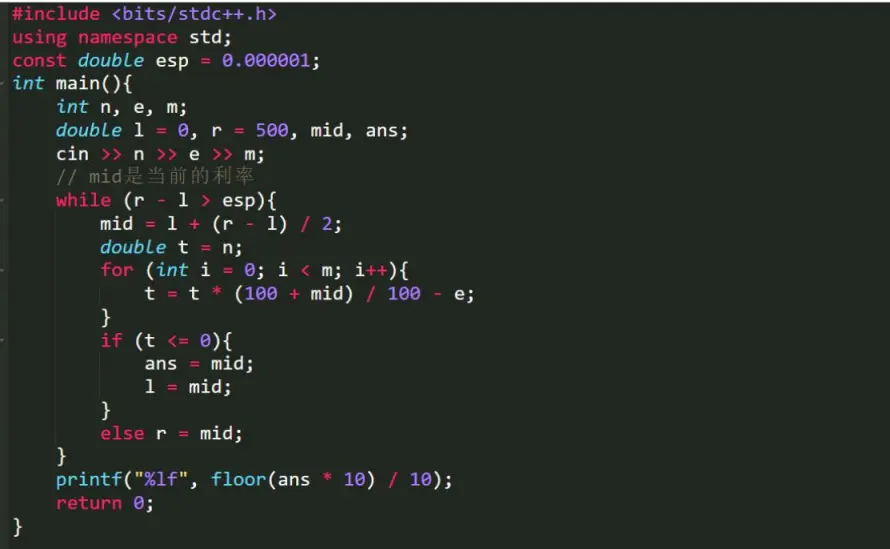 #include <bits/stdc++.h>
using namespace std;
const double esp = 0.000001;
int main(){
    int n, e, m;
    double l = 0, r = 500, mid, ans;
    cin >> n >> e >> m;
    // mid是当前的利率
    while (r - l > esp){
        mid = l + (r - l) / 2;
        double t = n;
        for (int i = 0; i < m; i++){
            t = t * (100 + mid) / 100 - e;
        }
        if (t <= 0){
            ans = mid;
            l = mid;
        }
        else r = mid;
    }
    printf("%lf", floor(ans * 10) / 10);
    return 0;
}